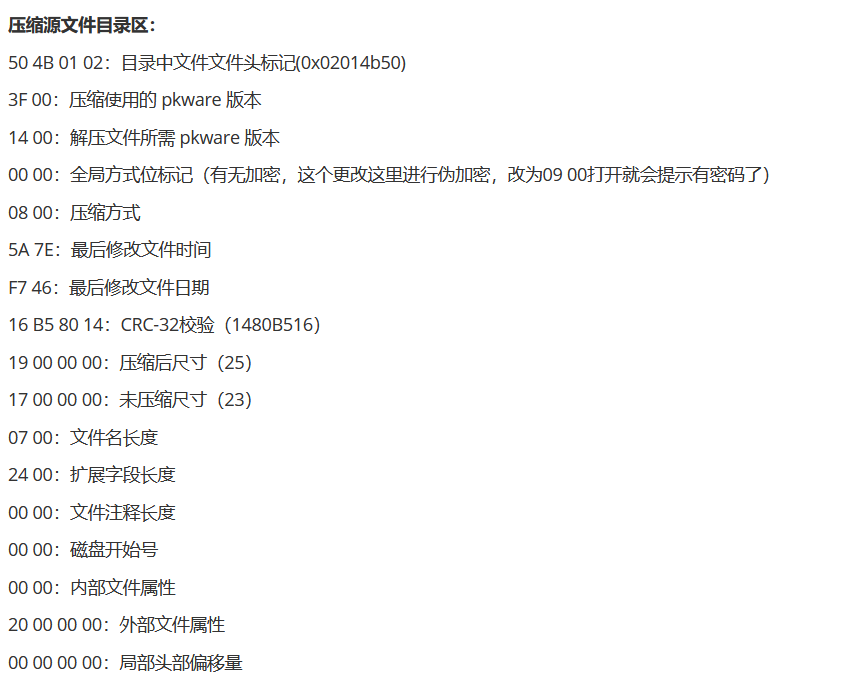 压缩源文件目录区：
50 4B 01 02：目录中文件文件头标记(0x02014b50)
3F 00：压缩使用的 pkware 版本
14 00：解压文件所需 pkware 版本
00 00：全局方式位标记（有无加密，这个更改这里进行伪加密，改为09 00打开就会提示有密码了）
08 00：压缩方式
5A 7E：最后修改文件时间
F7 46：最后修改文件日期
16 B5 80 14：CRC-32校验（1480B516）
19 00 00 00：压缩后尺寸（25）
17 00 00 00：未压缩尺寸（23）
07 00：文件名长度
24 00：扩展字段长度
00 00：文件注释长度
00 00：磁盘开始号
00 00：内部文件属性
20 00 00 00：外部文件属性
00 00 00 00：局部头部偏移量